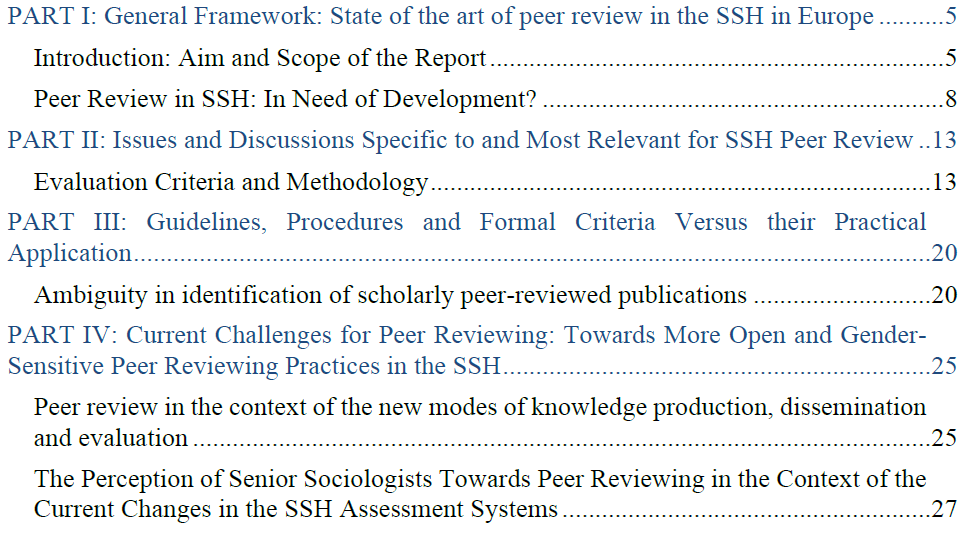 PART I: General Framework: State of the art of peer review in the SSH in Europe ..........5
Introduction: Aim and Scope of the Report......................................................................5
Peer Review in SSH: In Need of Development? ..............................................................8
PART II: Issues and Discussions Specific to and Most Relevant for SSH Peer Review ..13
Evaluation Criteria and Methodology..............................................................................13
PART III: Guidelines, Procedures and Formal Criteria Versus their Practical
Application..............................................................................................................................20
Ambiguity in identification of scholarly peer-reviewed publications ............................20
PART IV: Current Challenges for Peer Reviewing: Towards More Open and Gender-
Sensitive Peer Reviewing Practices in the SSH....................................................................25
Peer review in the context of the new modes of knowledge production, dissemination
and evaluation ....................................................................................................................25
The Perception of Senior Sociologists Towards Peer Reviewing in the Context of the
Current Changes in the SSH Assessment Systems ..........................................................27